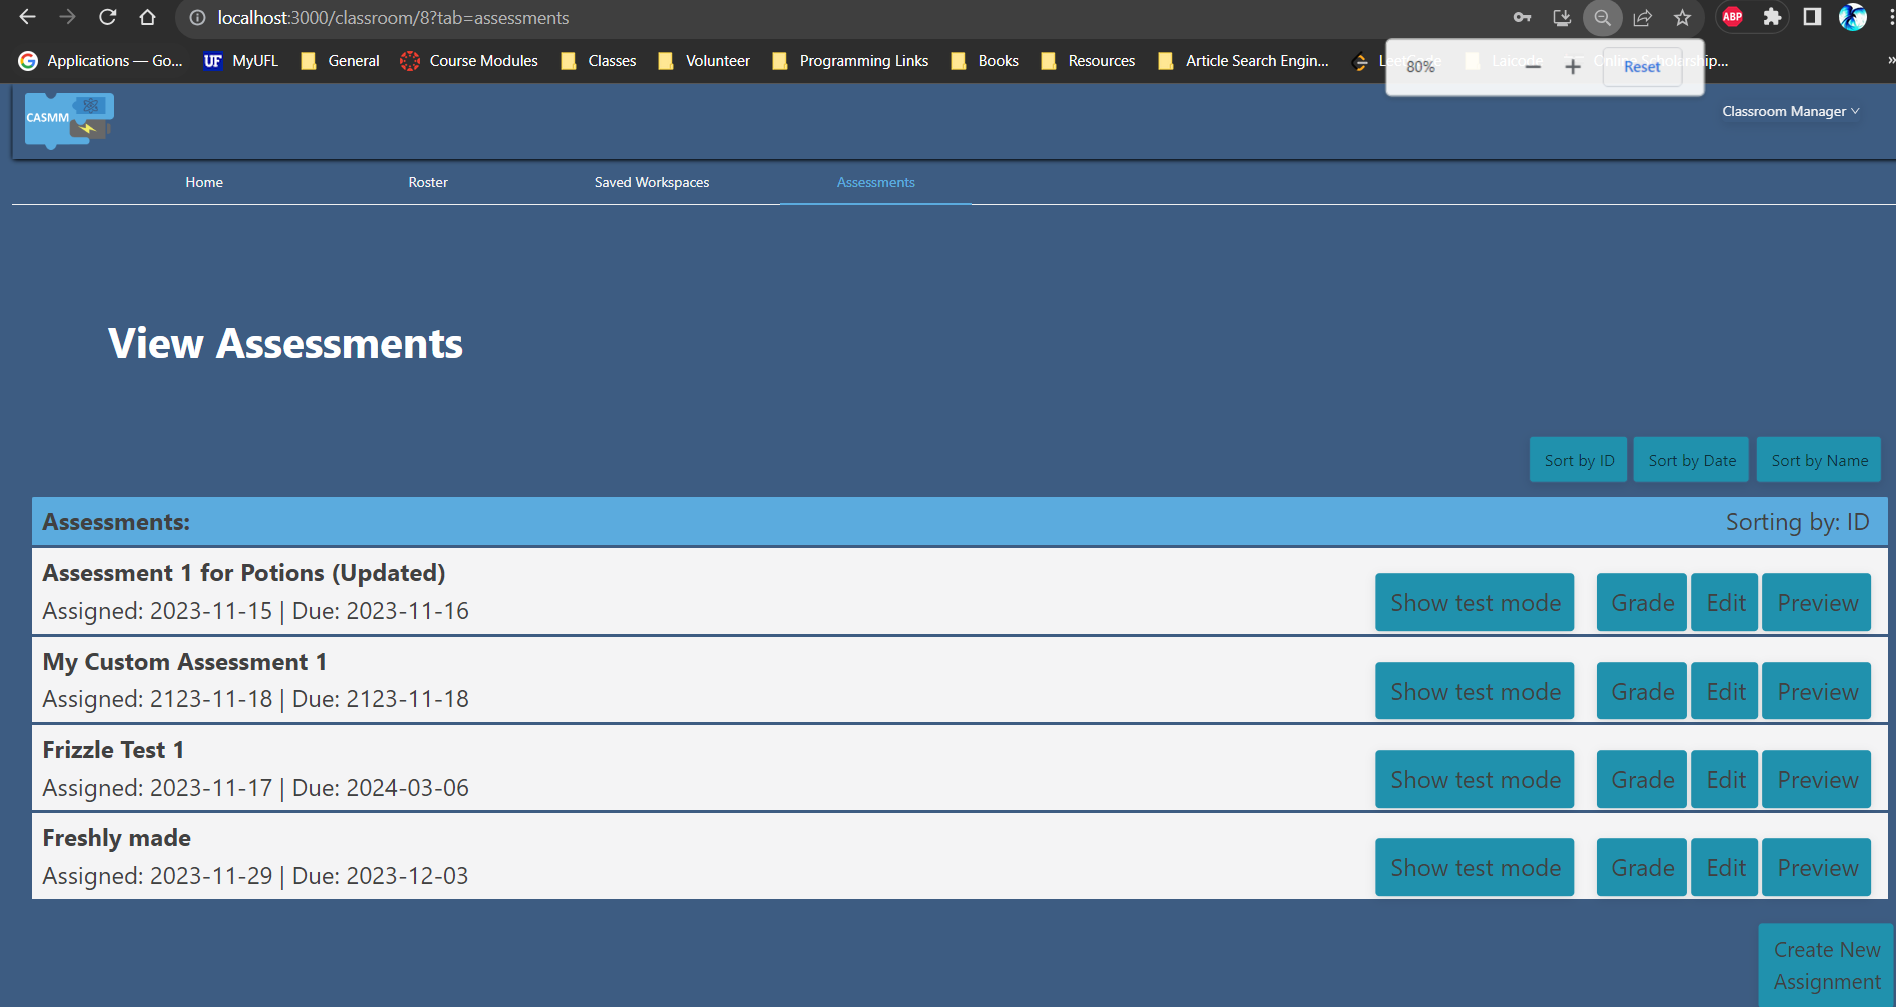 localhost:3000/classroom/8?tab=assessments
ABP
Applications — Go...
UF MyUFL
General
Course Modules
Classes
Volunteer
Programming Links
Books
Resources
Article Search Engin...
»
80% − + Reset
CASMM
Classroom Manager
Home
Roster
Saved Workspaces
Assessments
View Assessments
Sort by ID
Sort by Date
Sort by Name
Assessments:
Sorting by: ID
Assessment 1 for Potions (Updated)
Assigned: 2023-11-15 | Due: 2023-11-16
Show test mode
Grade
Edit
Preview
My Custom Assessment 1
Assigned: 2123-11-18 | Due: 2123-11-18
Show test mode
Grade
Edit
Preview
Frizzle Test 1
Assigned: 2023-11-17 | Due: 2024-03-06
Show test mode
Grade
Edit
Preview
Freshly made
Assigned: 2023-11-29 | Due: 2023-12-03
Show test mode
Grade
Edit
Preview
Create New
Assignment